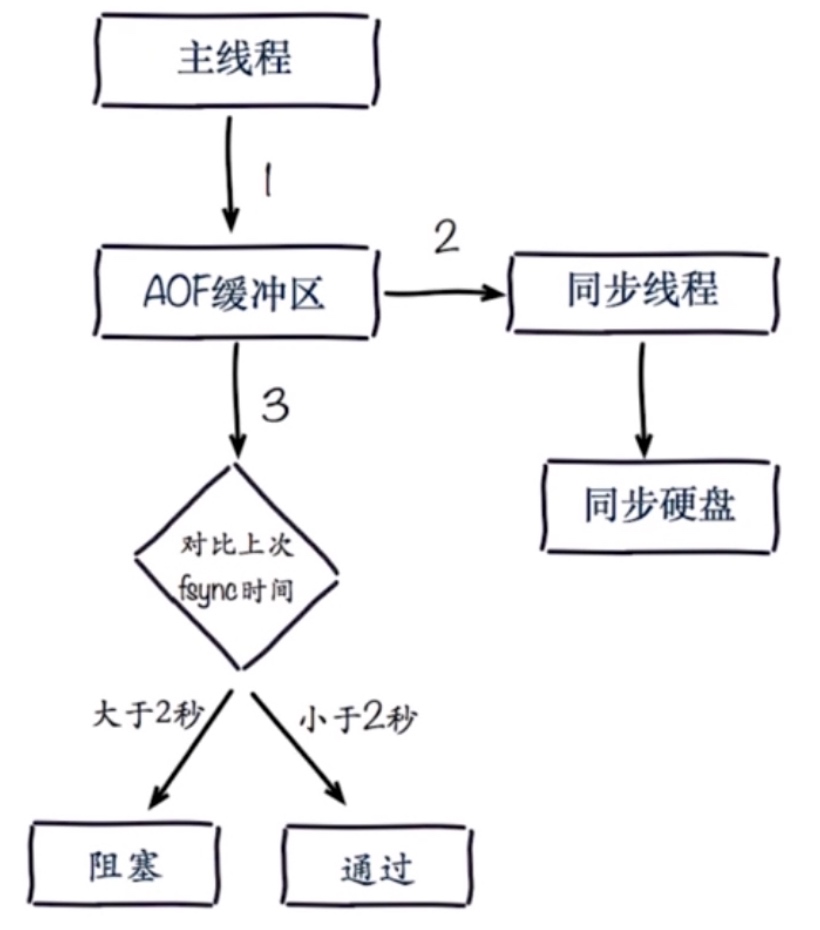 主线程
1
AOF缓冲区
2
同步线程
3
同步硬盘
对比上次
fsync时间
大于2秒
小于2秒
阻塞
通过